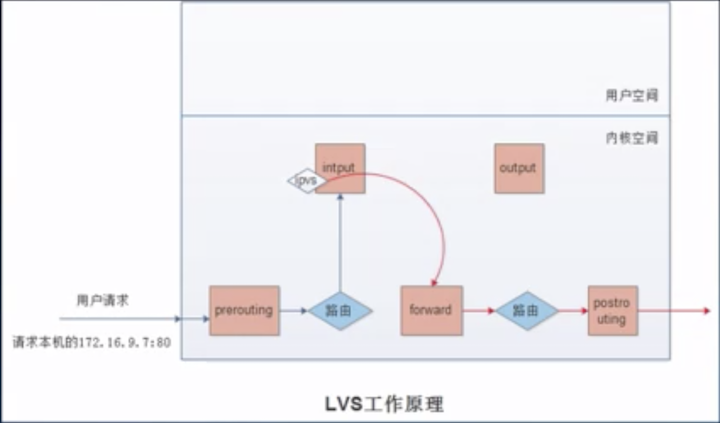 用户空间
内核空间
intput
ipvs
output
用户请求
prerouting
路由
forward
路由
postro
uting
请求本机的172.16.9.7:80
LVS工作原理